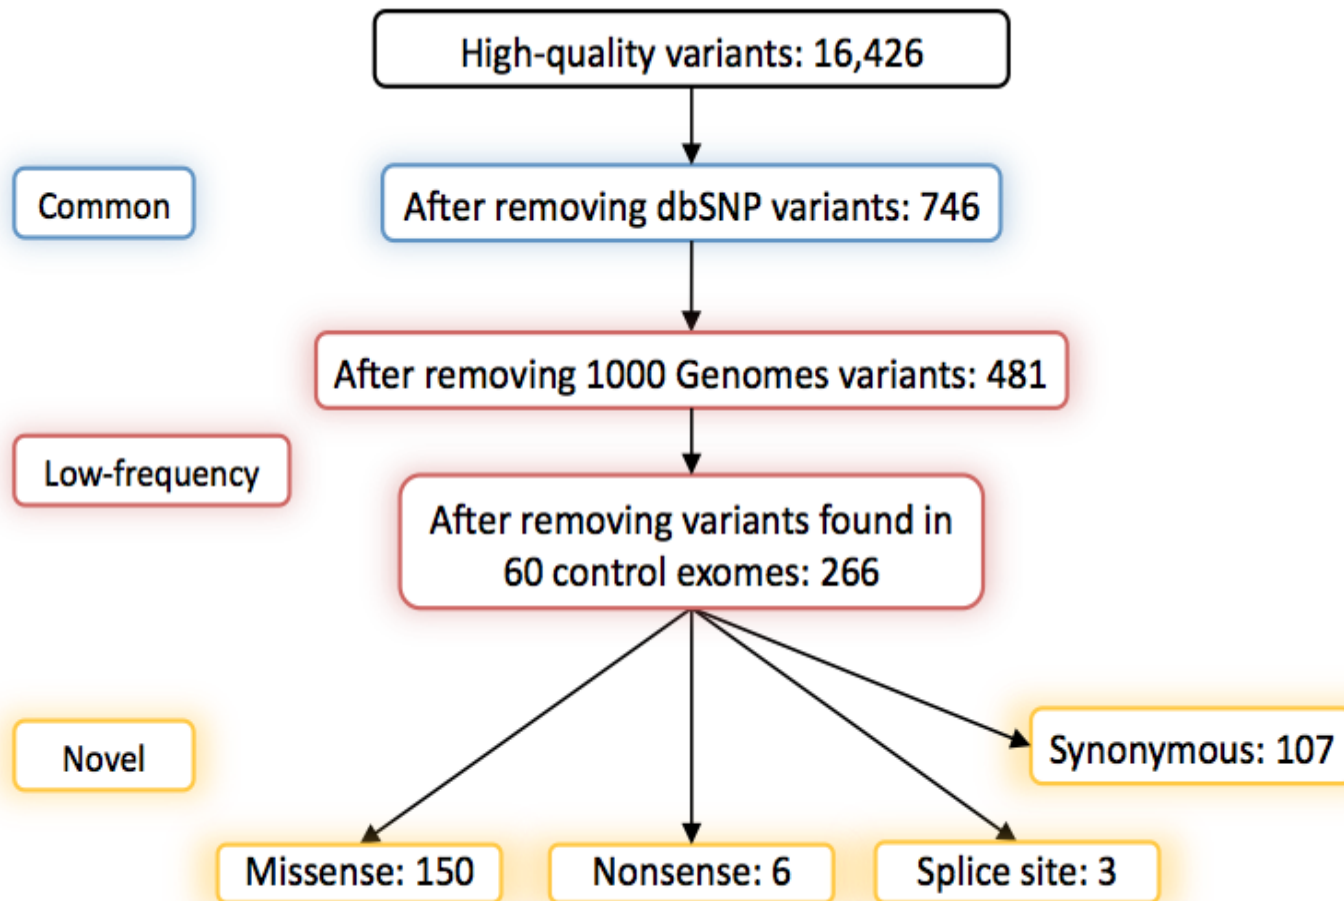 High-quality variants: 16,426
Common
After removing dbSNP variants: 746
After removing 1000 Genomes variants: 481
Low-frequency
After removing variants found in
60 control exomes: 266
Novel
Synonymous: 107
Missense: 150
Nonsense: 6
Splice site: 3